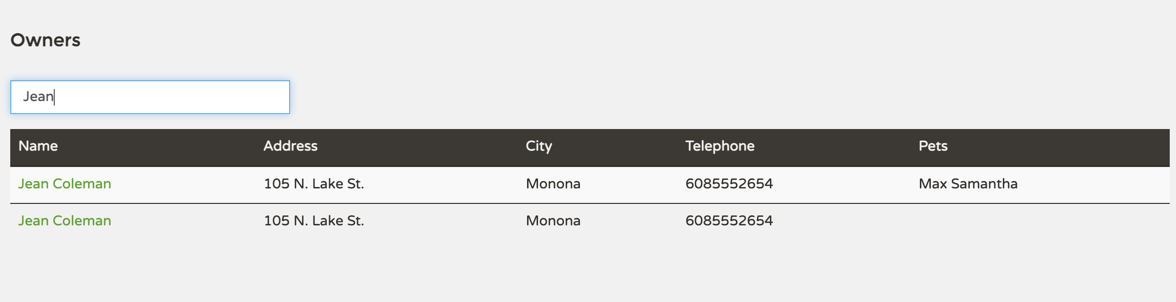 Owners
Jean
Name Address City Telephone Pets
Jean Coleman 105 N. Lake St. Monona 6085552654 Max Samantha
Jean Coleman 105 N. Lake St. Monona 6085552654